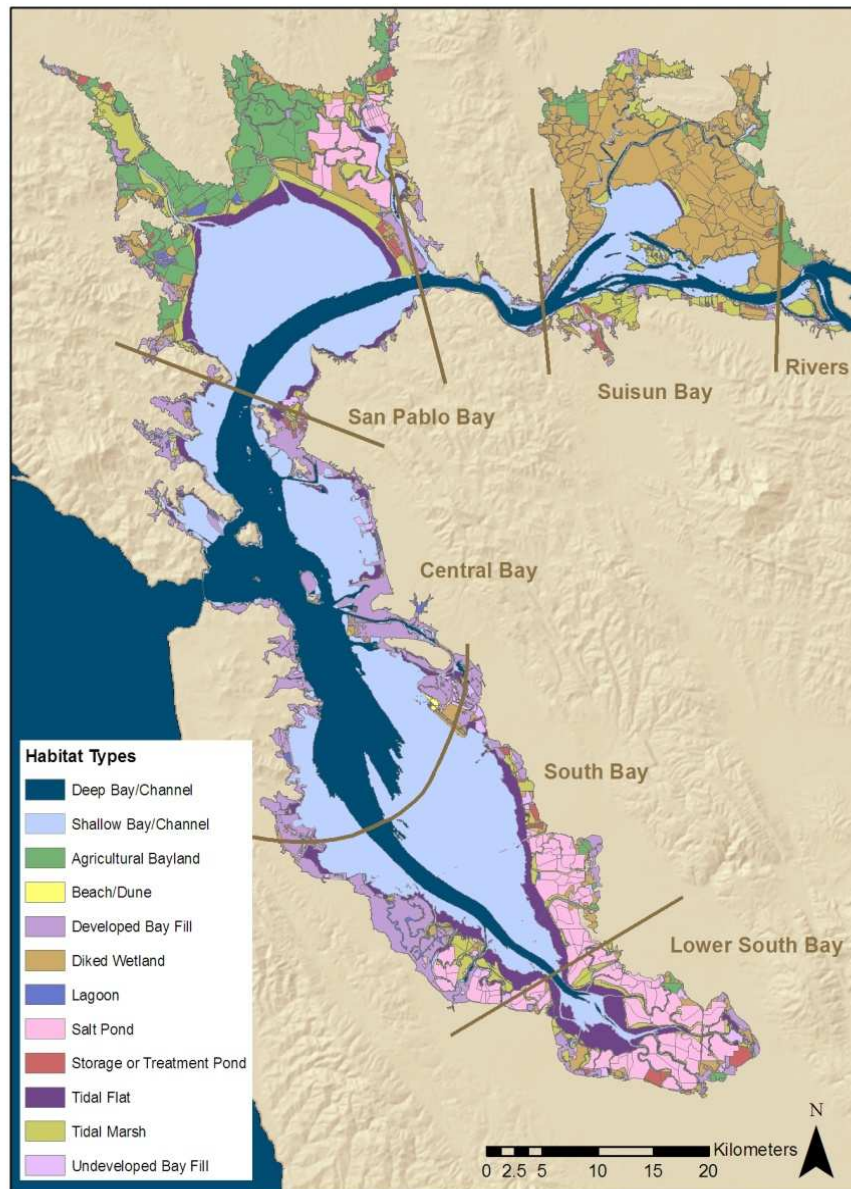 Rivers
Suisun Bay
San Pablo Bay
Central Bay
South Bay
Lower South Bay
Habitat Types
Deep Bay/Channel
Shallow Bay/Channel
Agricultural Bayland
Beach/Dune
Developed Bay Fill
Diked Wetland
Lagoon
Salt Pond
Storage or Treatment Pond
Tidal Flat
Tidal Marsh
Undeveloped Bay Fill
N
Kilometers
0 2.5 5 10 15 20